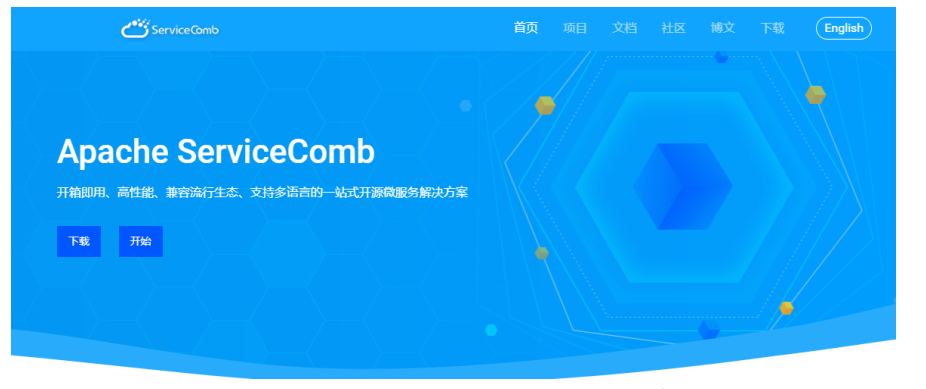 ServiceComb
首页 项目 文档 社区 博文 下载 English
Apache ServiceComb
开箱即用、高性能、兼容流行生态、支持多语言的一站式开源微服务解决方案
下载 开始